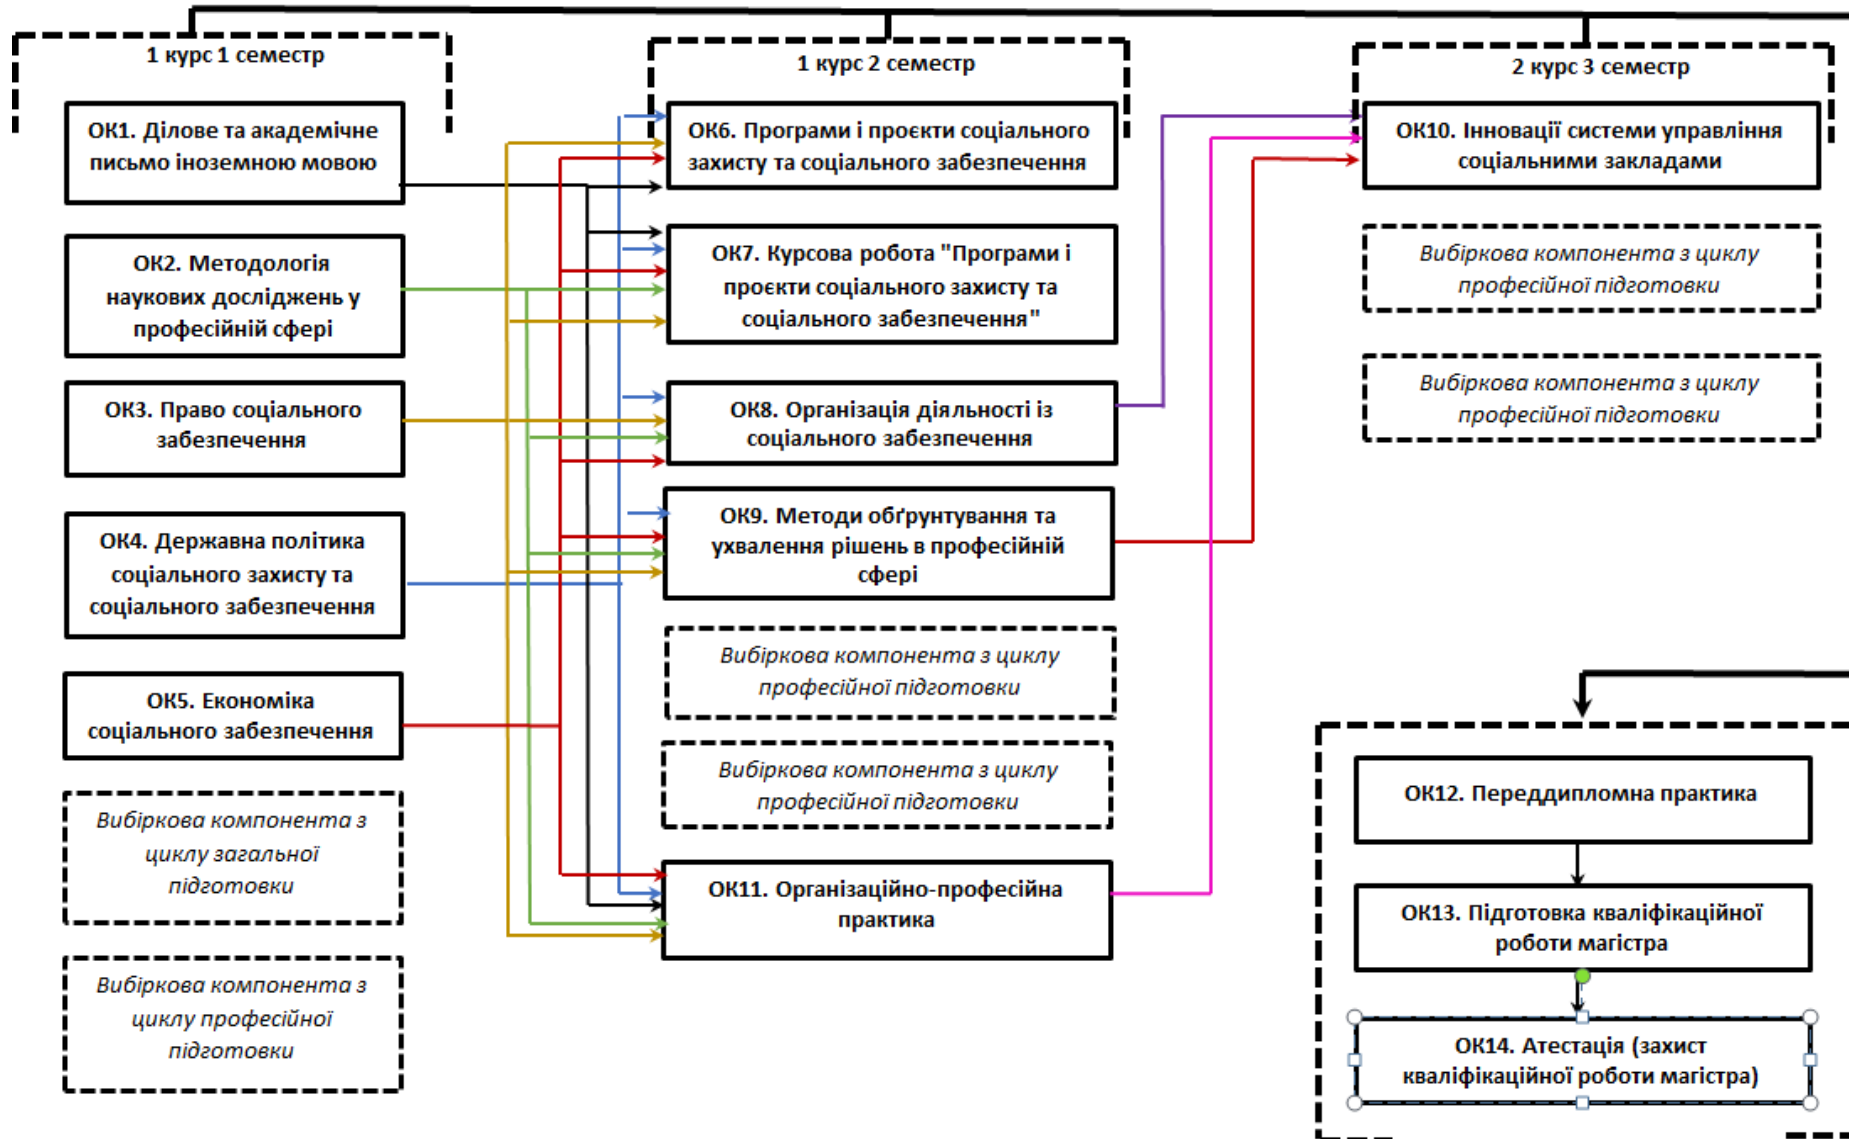 1 курс 1 семестр
ОК1. Ділове та академічне
письмо іноземною мовою
ОК2. Методологія
наукових досліджень у
професійній сфері
ОК3. Право соціального
забезпечення
ОК4. Державна політика
соціального захисту та
соціального забезпечення
ОК5. Економіка
соціального забезпечення
Вибіркова компонента з
циклу загальної
підготовки
Вибіркова компонента з
циклу професійної
підготовки
1 курс 2 семестр
ОК6. Програми і проєкти соціального
захисту та соціального забезпечення
ОК7. Курсова робота "Програми і
проєкти соціального захисту та
соціального забезпечення"
ОК8. Організація діяльності із
соціального забезпечення
ОК9. Методи обґрунтування та
ухвалення рішень в професійній
сфері
Вибіркова компонента з циклу
професійної підготовки
Вибіркова компонента з циклу
професійної підготовки
ОК11. Організаційно-професійна
практика
2 курс 3 семестр
ОК10. Інновації системи управління
соціальними закладами
Вибіркова компонента з циклу
професійної підготовки
Вибіркова компонента з циклу
професійної підготовки
ОК12. Переддипломна практика
ОК13. Підготовка кваліфікаційної
роботи магістра
ОК14. Атестація (захист
кваліфікаційної роботи магістра)